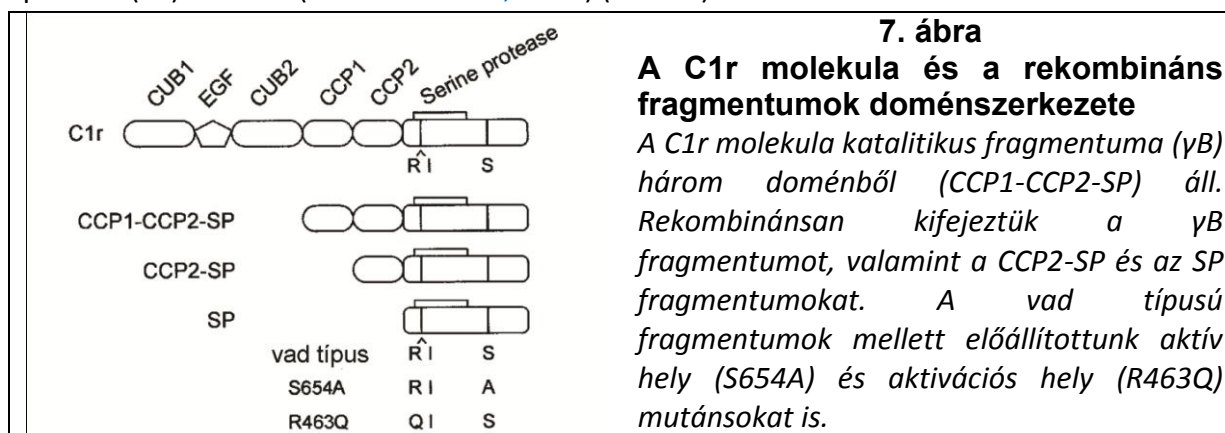 CUB1 EGF CUB2 CCP1 CCP2 Serine protease
C1r
R I S
CCP1-CCP2-SP
CCP2-SP
SP
vad típus R I S
S654A R I A
R463Q Q I S
7. ábra
A C1r molekula és a rekombináns
fragmentumok doménszerkezete
A C1r molekula katalitikus fragmentuma (γB)
három doménből (CCP1-CCP2-SP) áll.
Rekombinánsan kifejeztük a γB
fragmentumot, valamint a CCP2-SP és az SP
fragmentumokat. A vad típusú
fragmentumok mellett előállítottunk aktív
hely (S654A) és aktivációs hely (R463Q)
mutánsokat is.